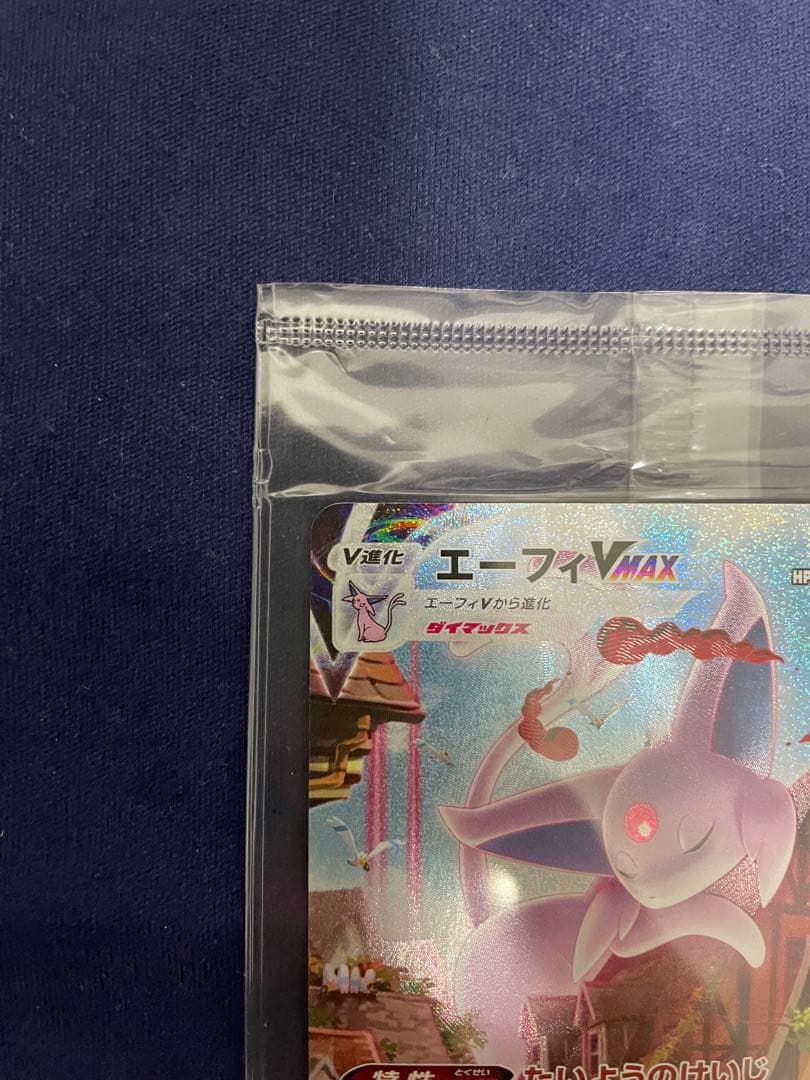 V進化
エーフィVMAX
HP
エーフィVから進化
ダイマックス
特性
とくせい
たいようのけいじ